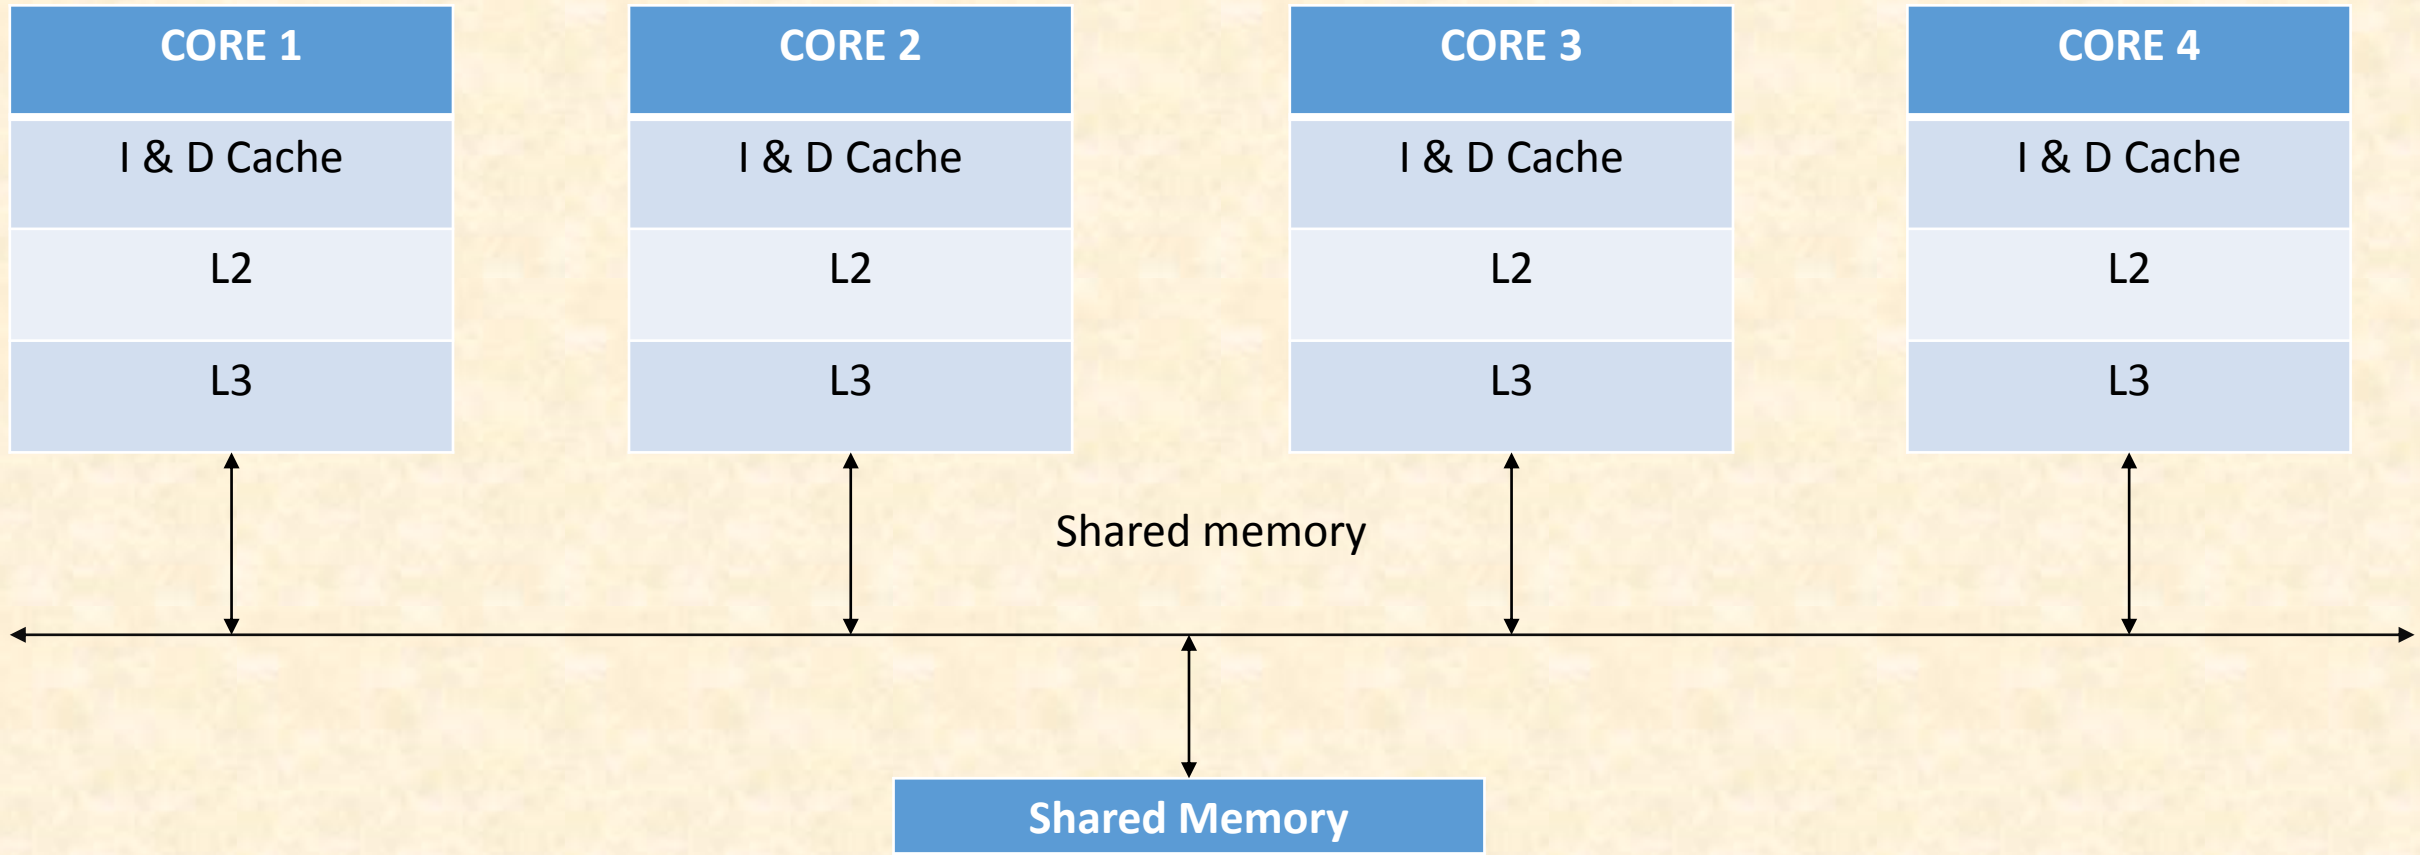 CORE 1
I & D Cache
L2
L3
CORE 2
I & D Cache
L2
L3
CORE 3
I & D Cache
L2
L3
CORE 4
I & D Cache
L2
L3
Shared memory
Shared Memory